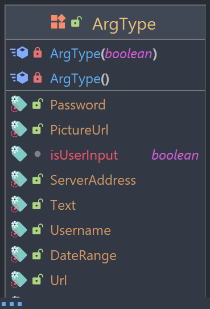 ArgType
ArgType(boolean)
ArgType()
Password
PictureUrl
isUserInput boolean
ServerAddress
Text
Username
DateRange
Url